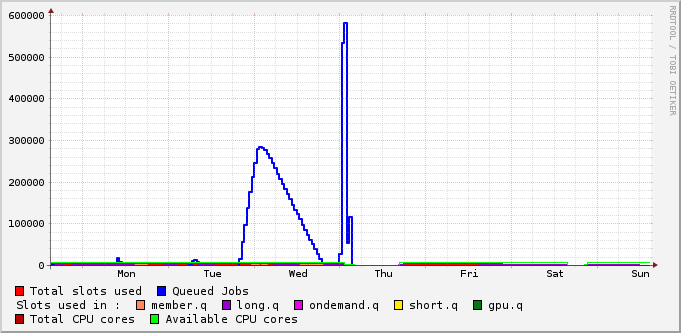 600000
500000
400000
300000
200000
100000
0
Mon Tue Wed Thu Fri Sat Sun
RRDTOOL / TOBI OETIKER
Total slots used Queued Jobs
Slots used in : member.q long.q ondemand.q short.q gpu.q
Total CPU cores Available CPU cores